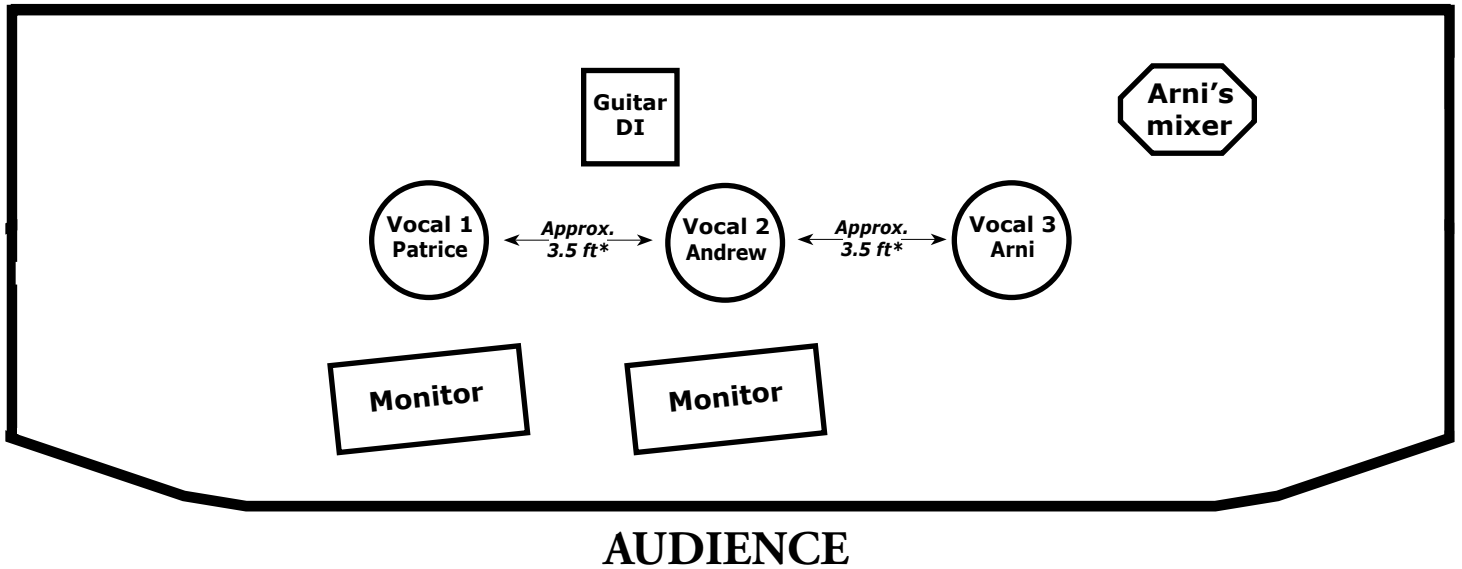 Guitar
DI
Arni's
mixer
Vocal 1
Patrice
Approx.
3.5 ft*
Vocal 2
Andrew
Approx.
3.5 ft*
Vocal 3
Arni
Monitor
Monitor
AUDIENCE